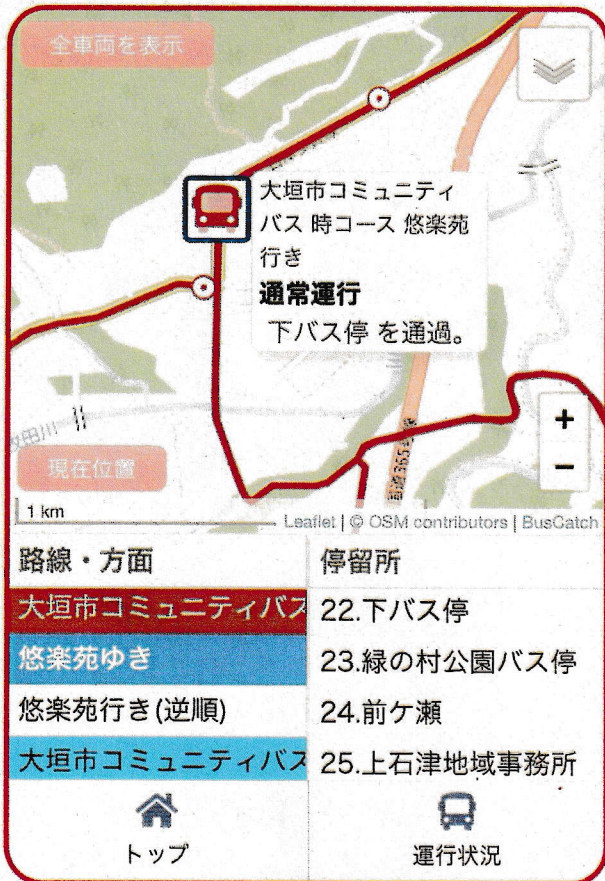 全車両を表示
大垣市コミュニティ
バス 時コース 悠楽苑
行き
通常運行
下バス停 を通過。
牧田川
現在位置
+
−
1 km
Leaflet | © OSM contributors | BusCatch
路線・方面
停留所
大垣市コミュニティバス
22.下バス停
悠楽苑ゆき
23.緑の村公園バス停
悠楽苑行き(逆順)
24.前ケ瀬
大垣市コミュニティバス
25.上石津地域事務所
トップ
運行状況